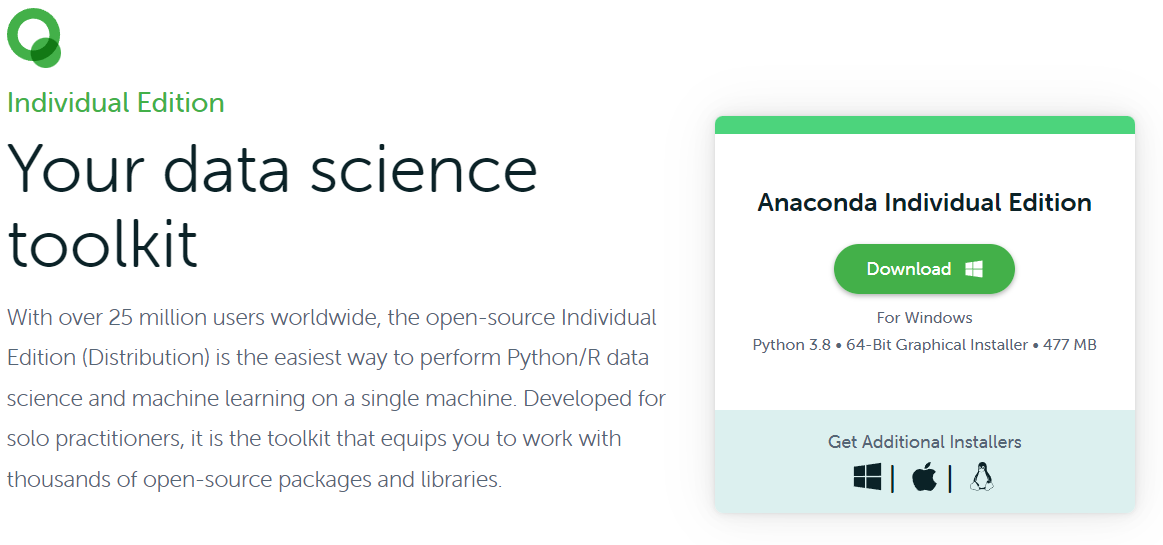 Individual Edition
Your data science
toolkit
With over 25 million users worldwide, the open-source Individual
Edition (Distribution) is the easiest way to perform Python/R data
science and machine learning on a single machine. Developed for
solo practitioners, it is the toolkit that equips you to work with
thousands of open-source packages and libraries.
Anaconda Individual Edition
Download
For Windows
Python 3.8 • 64-Bit Graphical Installer • 477 MB
Get Additional Installers